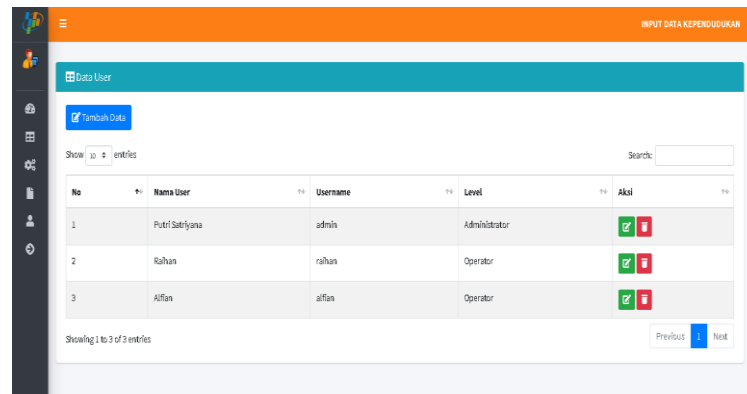 INPUT DATA KEPENDUDUKAN
Data User
Tambah Data
Show 10 entries Search:
No Nama User Username Level Aksi
1 Putri Satriyana admin Administrator
2 Raihan raihan Operator
3 Alfian alfian Operator
Showing 1 to 3 of 3 entries Previous 1 Next